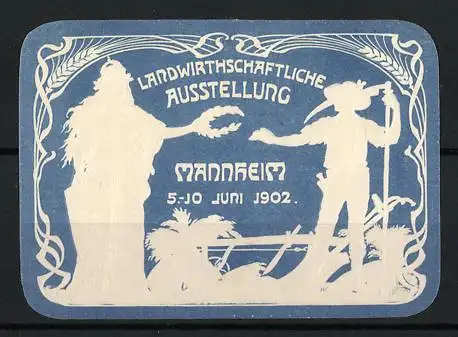 LANDWIRTHSCHAFTLICHE
AUSSTELLUNG
MANNHEIM
5-10 JUNI 1902.